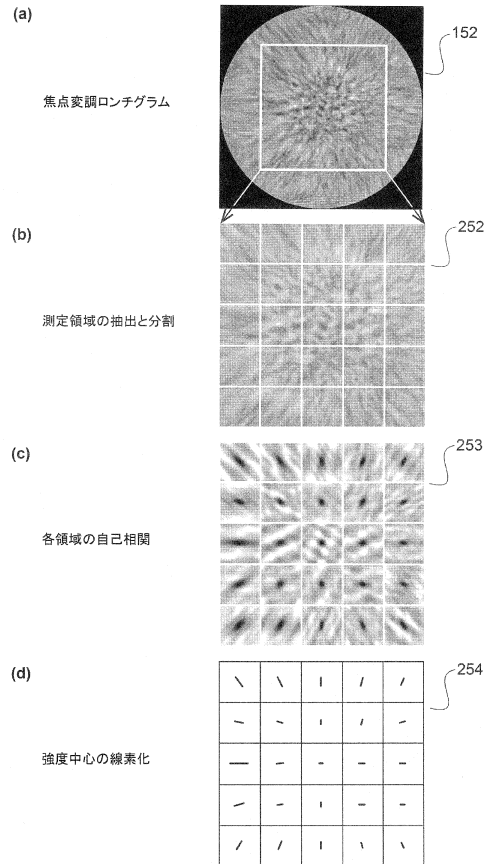 (a)
152
焦点変調ロンチグラム
(b)
252
測定領域の抽出と分割
(c)
253
各領域の自己相関
(d)
254
強度中心の線素化